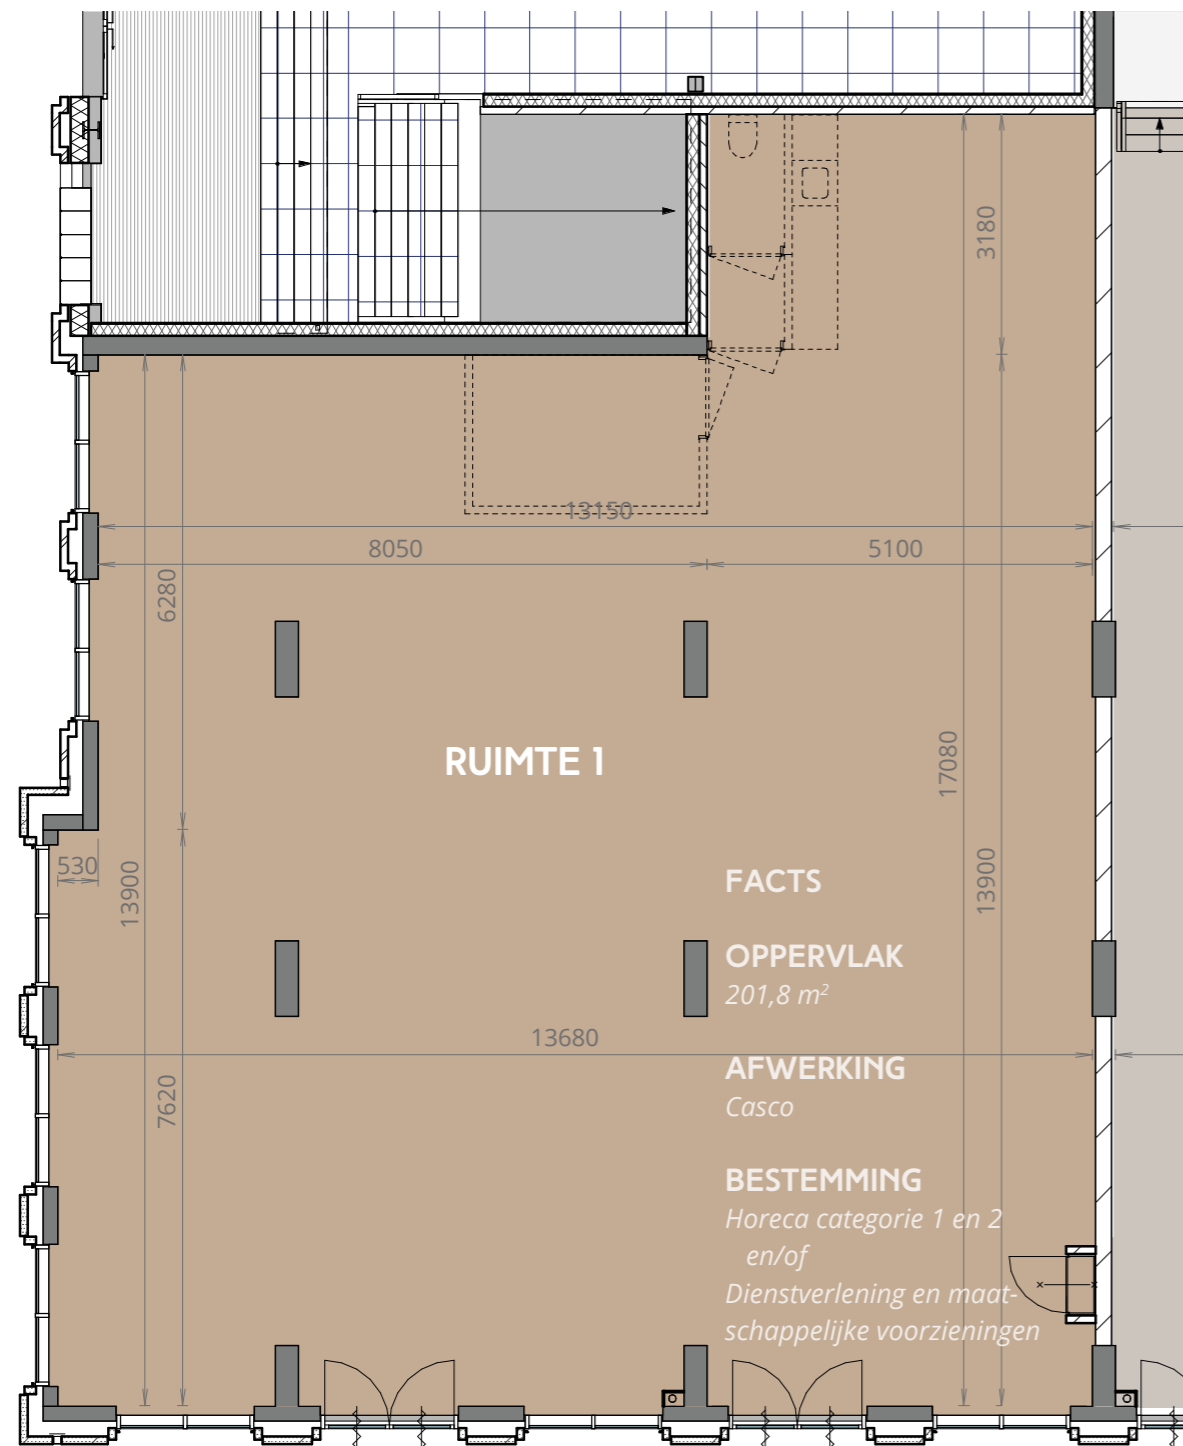 3180
13150
8050
5100
6280
RUIMTE 1
17080
530
13900
13900
FACTS
OPPERVLAK
201,8 m²
13680
AFWERKING
Casco
7620
BESTEMMING
Horeca categorie 1 en 2
en/of
Dienstverlening en maat-
schappelijke voorzieningen